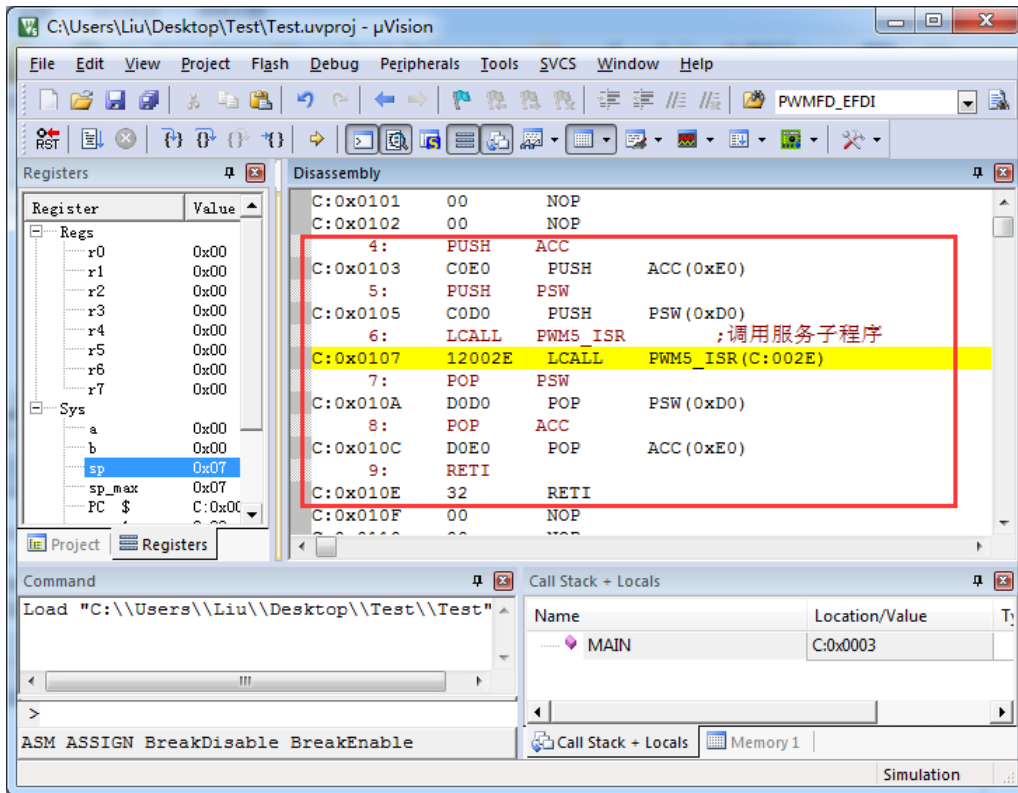 C:\Users\Liu\Desktop\Test\Test.uvproj - µVision
File Edit View Project Flash Debug Peripherals Tools SVCS Window Help
PWMFD_EFDI
RST
Registers
Register Value
Regs
r0 0x00
r1 0x00
r2 0x00
r3 0x00
r4 0x00
r5 0x00
r6 0x00
r7 0x00
Sys
a 0x00
b 0x00
sp 0x07
sp_max 0x07
PC $ C:0x00
Project Registers
Disassembly
C:0x0101 00 NOP
C:0x0102 00 NOP
4: PUSH ACC
C:0x0103 C0E0 PUSH ACC(0xE0)
5: PUSH PSW
C:0x0105 C0D0 PUSH PSW(0xD0)
6: LCALL PWM5_ISR ;调用服务子程序
C:0x0107 12002E LCALL PWM5_ISR(C:002E)
7: POP PSW
C:0x010A D0D0 POP PSW(0xD0)
8: POP ACC
C:0x010C D0E0 POP ACC(0xE0)
9: RETI
C:0x010E 32 RETI
C:0x010F 00 NOP
Command
Load "C:\\Users\\Liu\\Desktop\\Test\\Test"
>
ASM ASSIGN BreakDisable BreakEnable
Call Stack + Locals
Name Location/Value Ty
MAIN C:0x0003
Call Stack + Locals Memory 1
Simulation